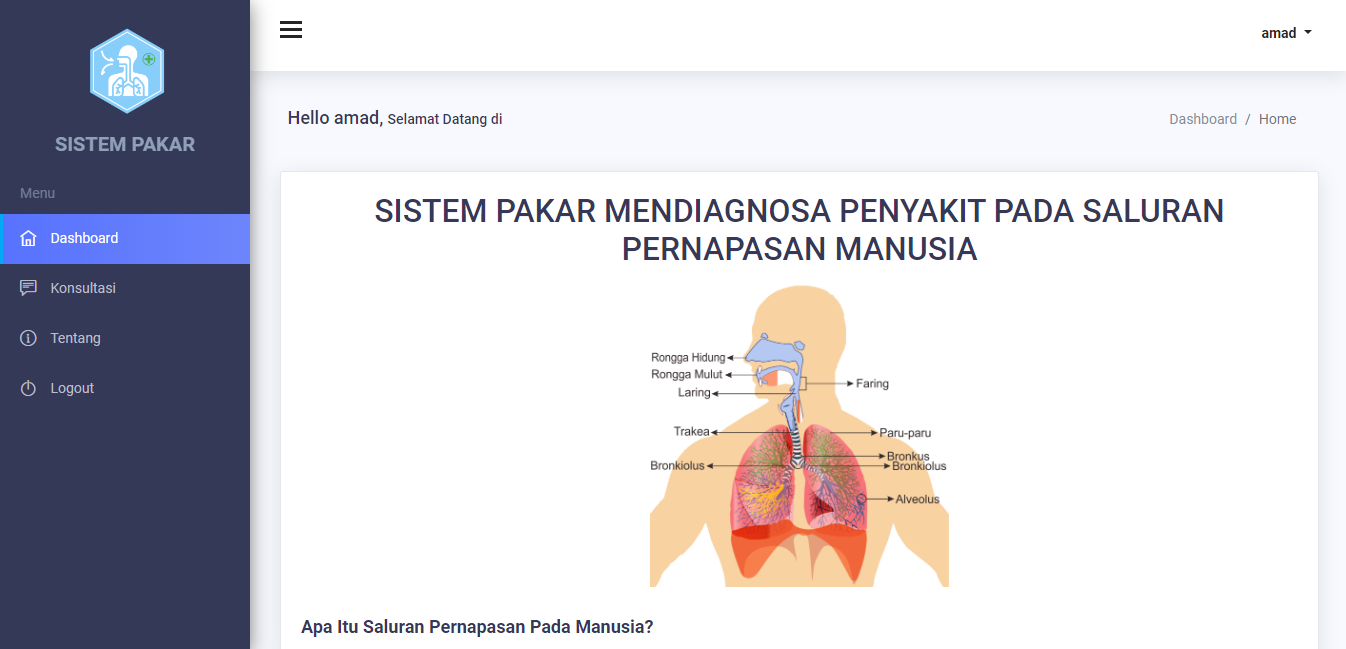 SISTEM PAKAR
Menu
Dashboard
Konsultasi
Tentang
Logout
amad
Hello amad, Selamat Datang di
Dashboard / Home
SISTEM PAKAR MENDIAGNOSA PENYAKIT PADA SALURAN
PERNAPASAN MANUSIA
Rongga Hidung
Rongga Mulut
Faring
Laring
Trakea
Paru-paru
Bronkus
Bronkiolus
Bronkiolus
Alveolus
Apa Itu Saluran Pernapasan Pada Manusia?